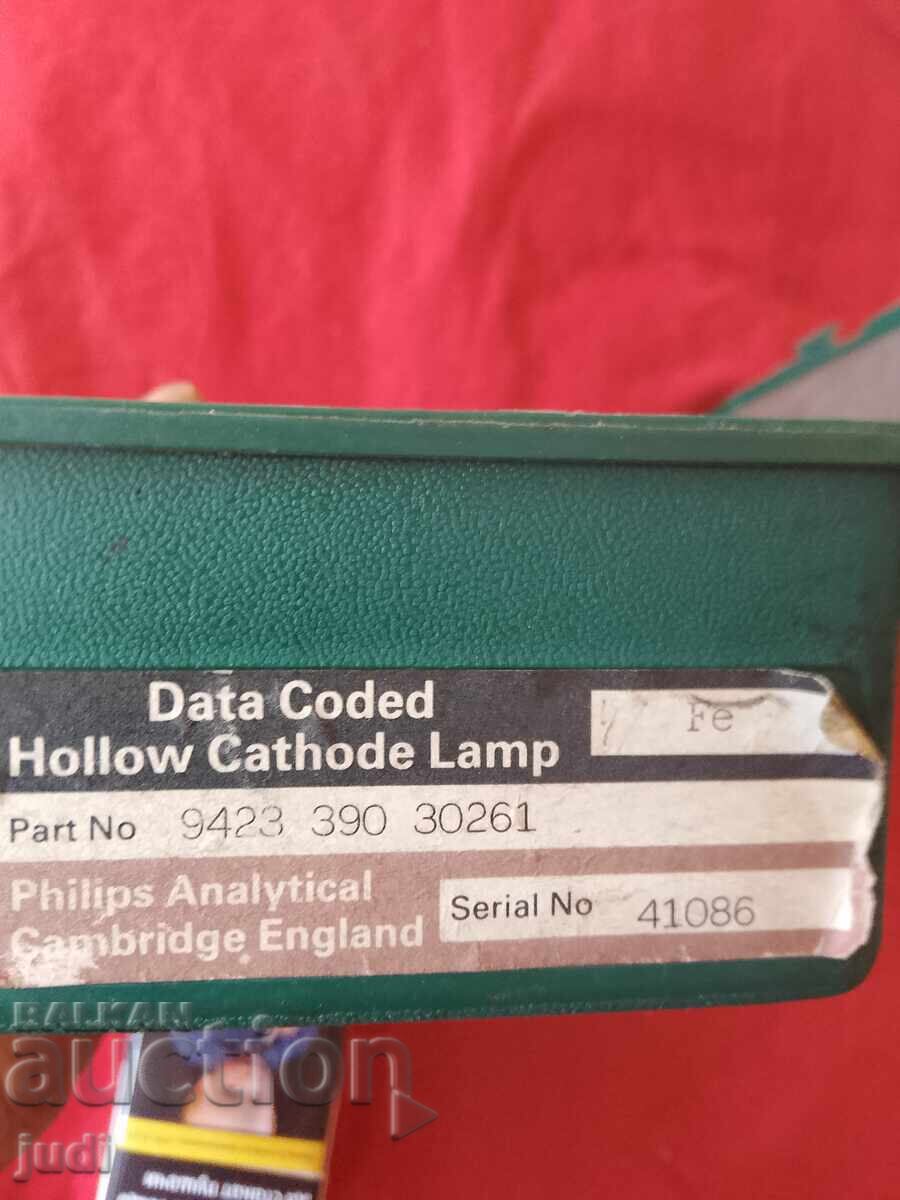 Data Coded
Hollow Cathode Lamp
Fe
Part No 9423 390 30261
Philips Analytical
Cambridge England
Serial No 41086
BALKAN
auction
judi